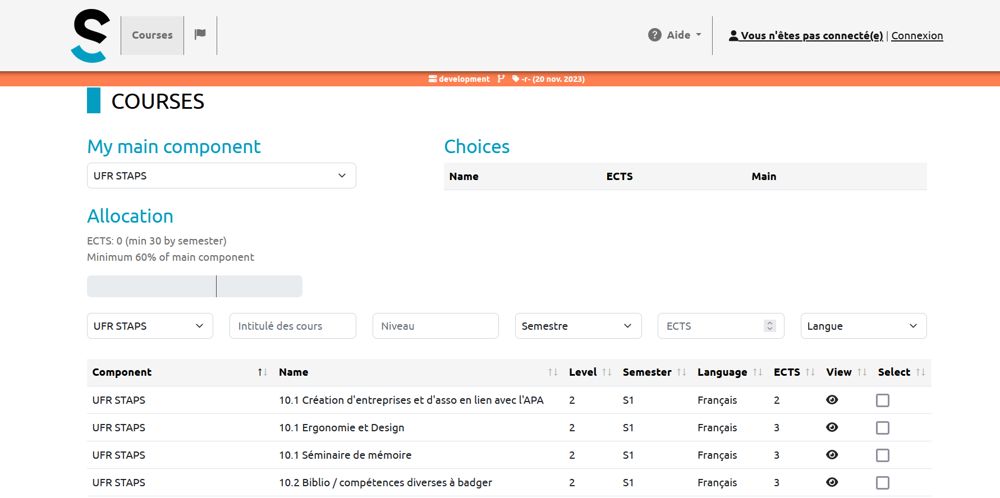 Courses
Aide
Vous n'êtes pas connecté(e) | Connexion
development -r- (20 nov. 2023)
COURSES
My main component
UFR STAPS
Choices
Name ECTS Main
Allocation
ECTS: 0 (min 30 by semester)
Minimum 60% of main component
UFR STAPS Intitulé des cours Niveau Semestre ECTS Langue
Component Name Level Semester Language ECTS View Select
UFR STAPS 10.1 Création d'entreprises et d'asso en lien avec l'APA 2 S1 Français 2
UFR STAPS 10.1 Ergonomie et Design 2 S1 Français 3
UFR STAPS 10.1 Séminaire de mémoire 2 S1 Français 3
UFR STAPS 10.2 Biblio / compétences diverses à badger 2 S1 Français 3